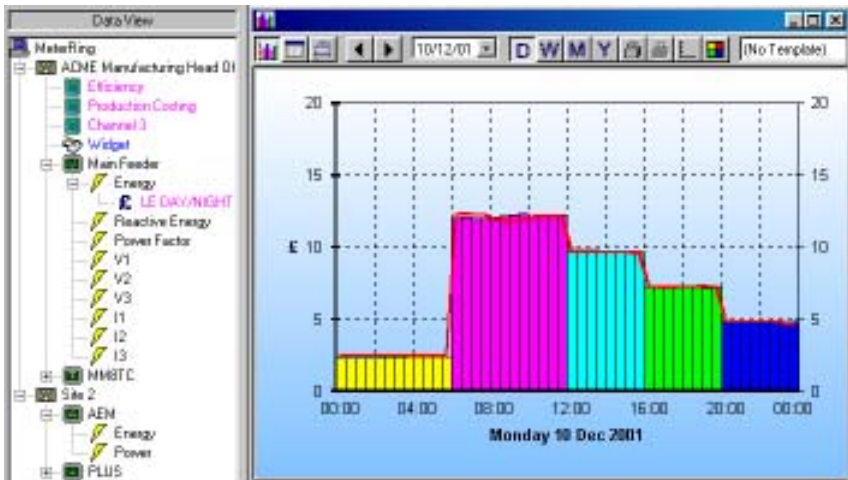 Data View
MeterRing
ACME Manufacturing Head Of
Efficiency
Production Costing
Channel 3
Widget
Main Feeder
Energy
£ LE DAY/NIGHT
Reactive Energy
Power Factor
V1
V2
V3
I1
I2
I3
MM8TC
Site 2
AEM
Energy
Power
PLUS
10/12/01
D W M Y
(No Template)
20
15
£
10
5
0
20
15
10
5
0
00:00 04:00 08:00 12:00 16:00 20:00 00:00
Monday 10 Dec 2001